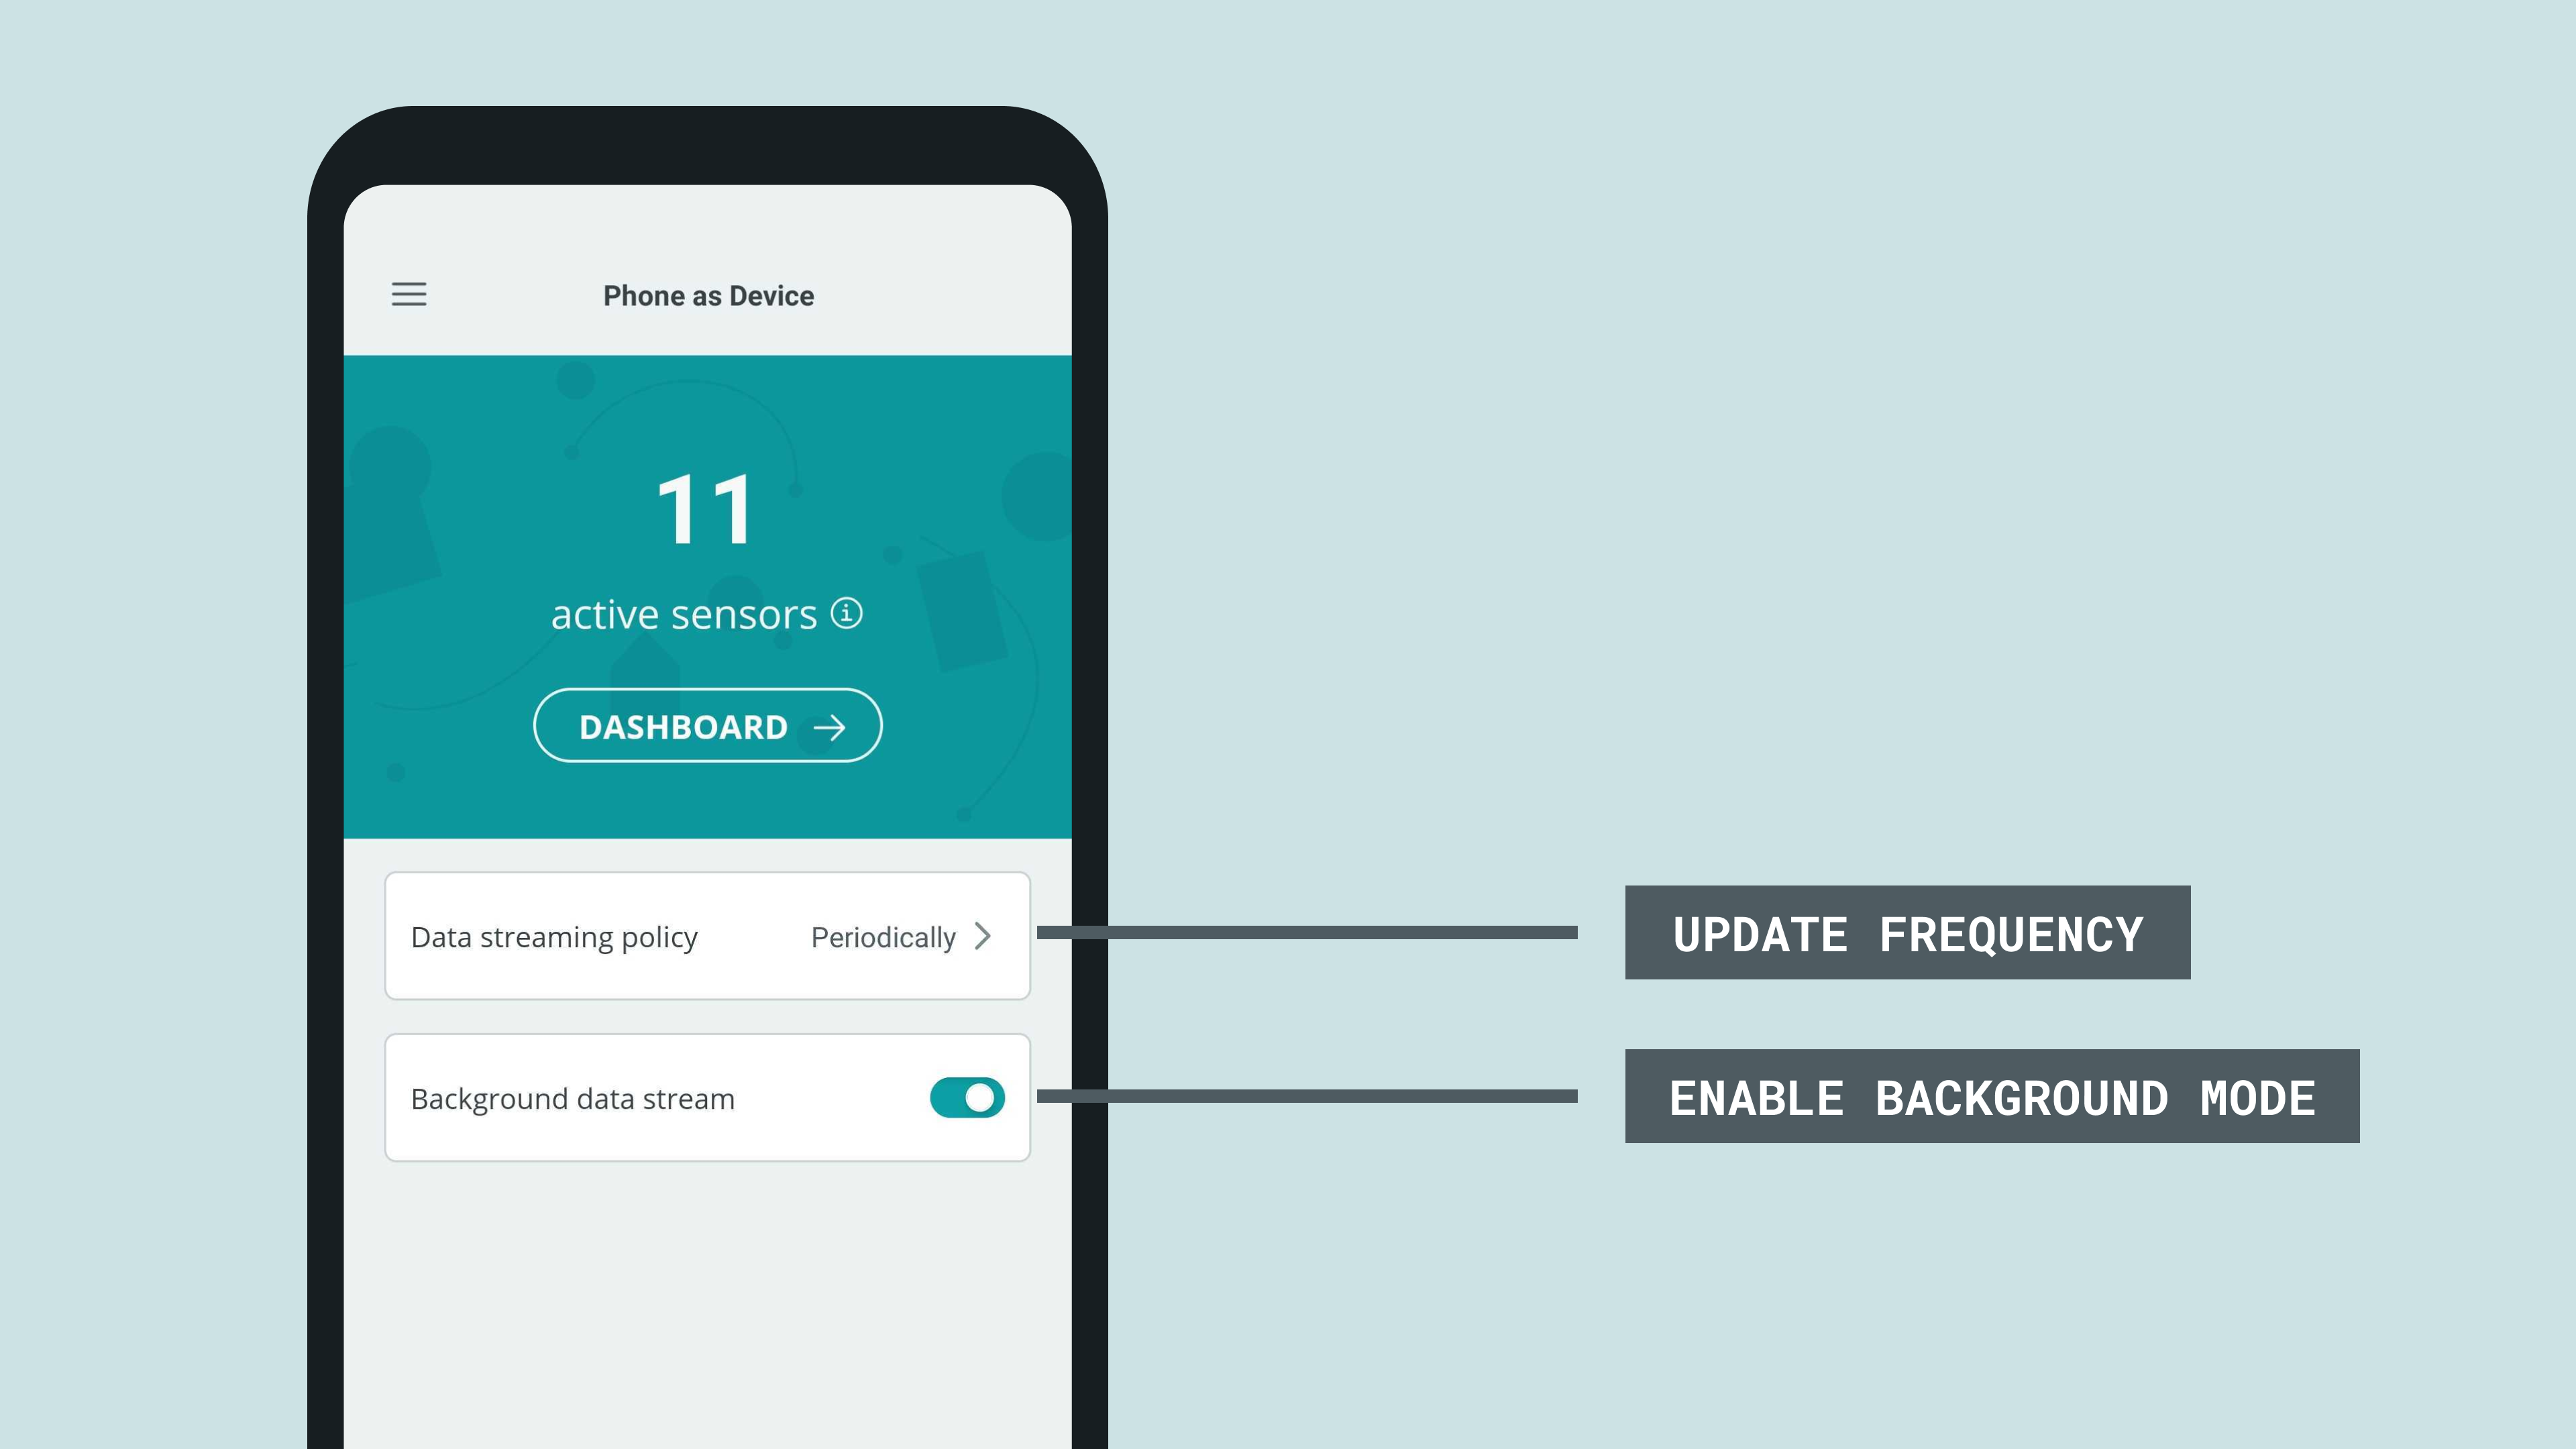 Phone as Device
11
active sensors
DASHBOARD
Data streaming policy Periodically
UPDATE FREQUENCY
Background data stream
ENABLE BACKGROUND MODE